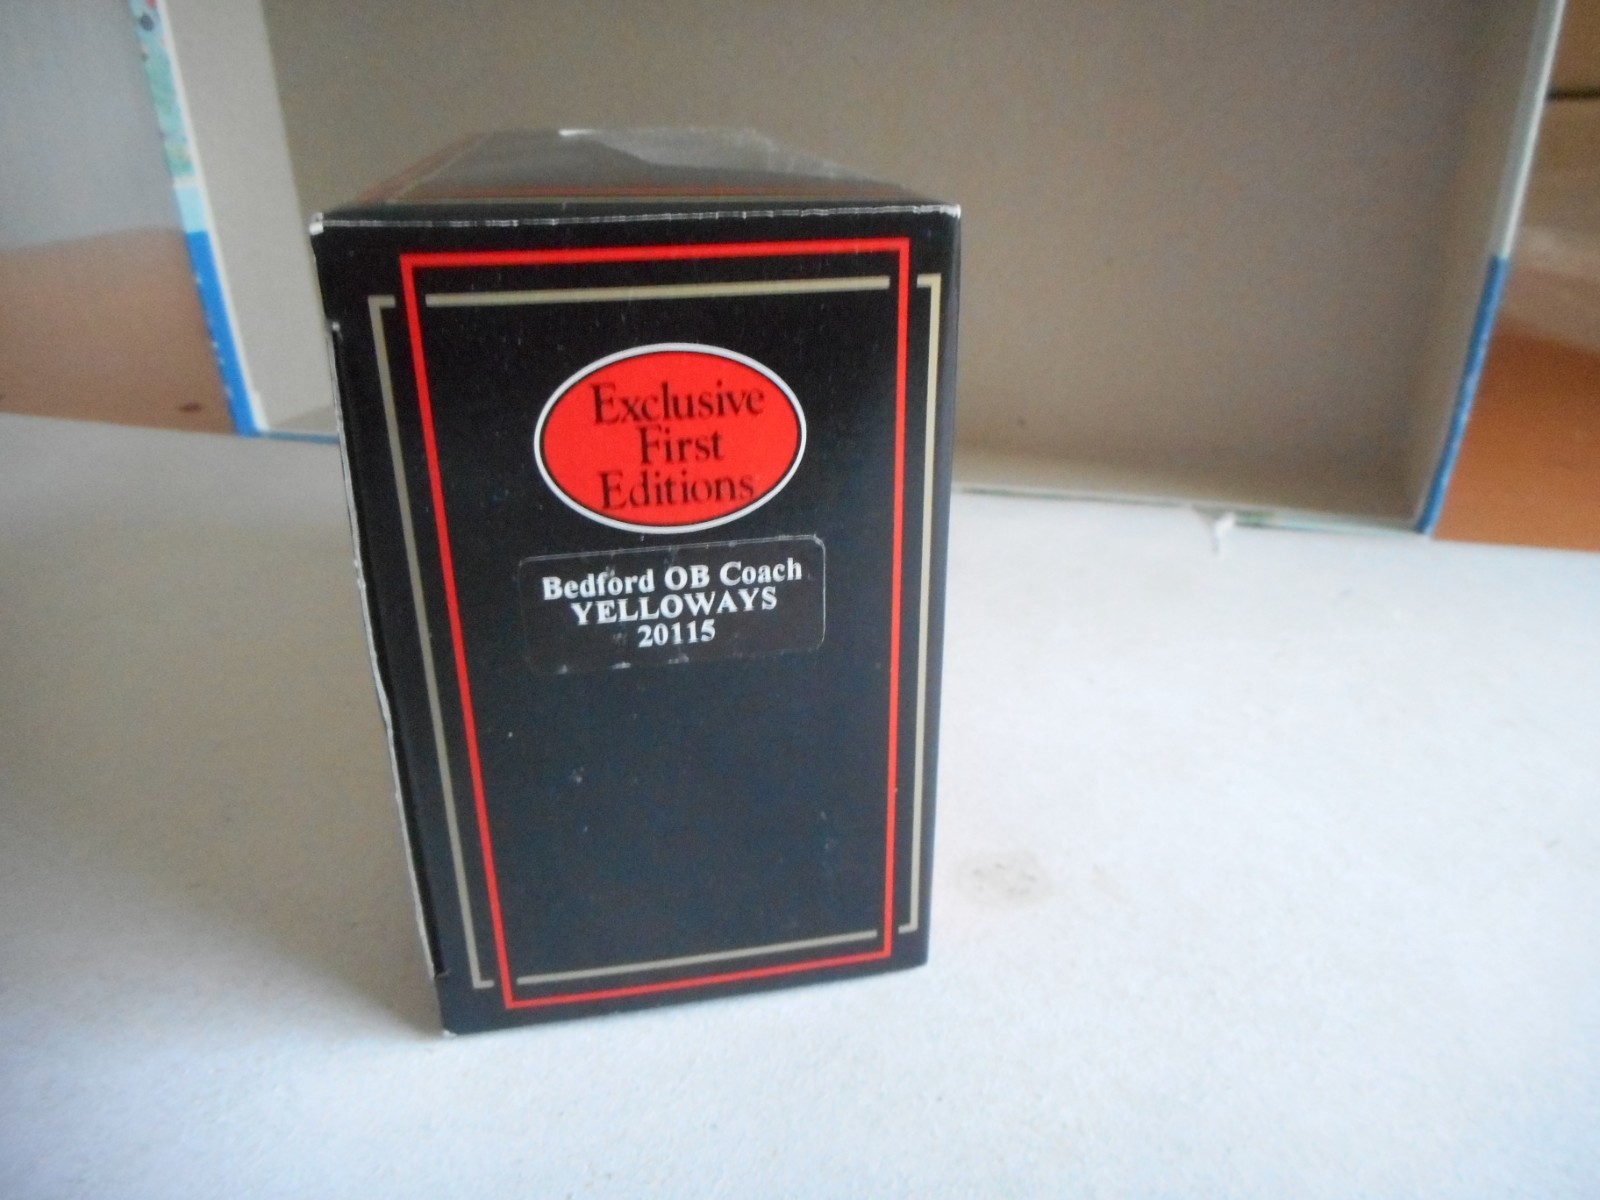 Exclusive
First
Editions
Bedford OB Coach
YELLOWAYS
20115